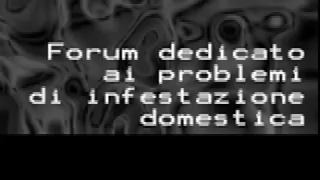 Forum dedicato
ai problemi
di infestazione
domestica